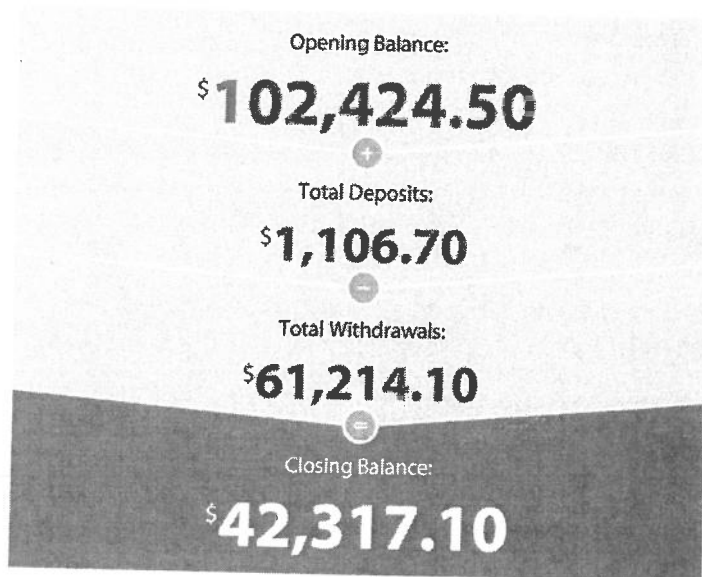 Opening Balance:
$102,424.50
+
Total Deposits:
$1,106.70
−
Total Withdrawals:
$61,214.10
=
Closing Balance:
$42,317.10